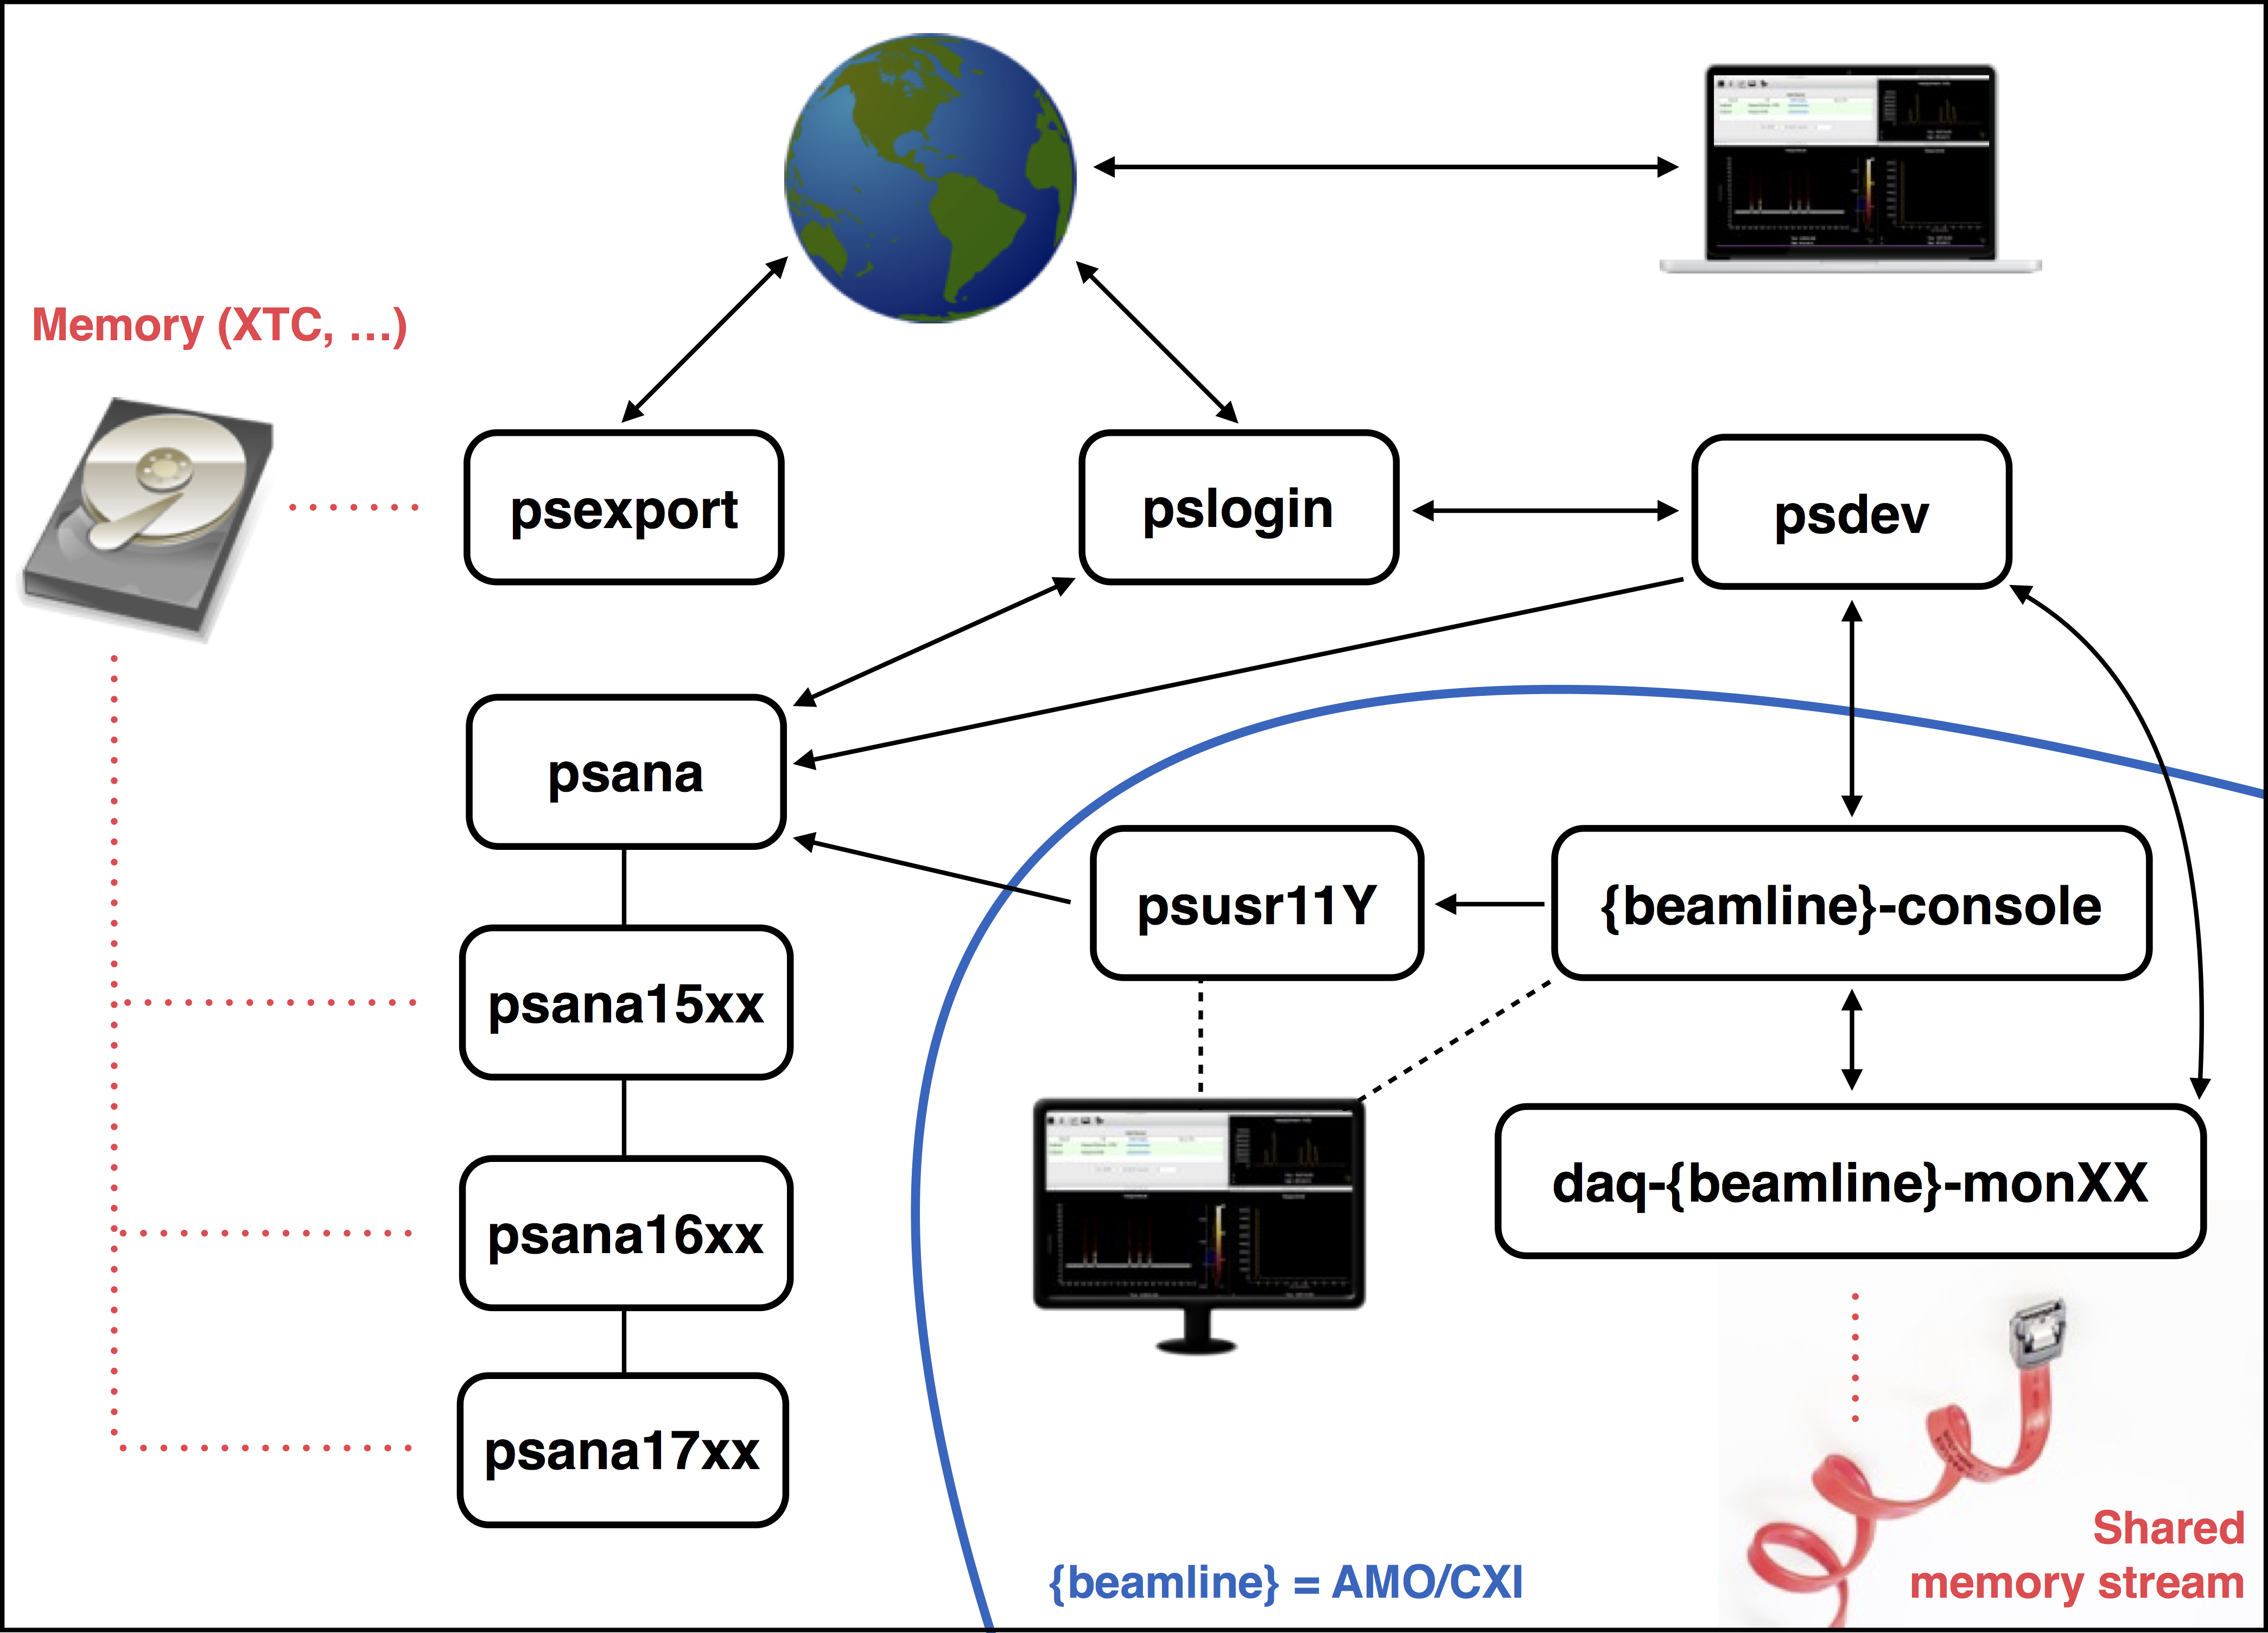 Memory (XTC, ...)
psexport
pslogin
psdev
psana
psusr11Y
{beamline}-console
psana15xx
daq-{beamline}-monXX
psana16xx
psana17xx
Shared
memory stream
{beamline} = AMO/CXI